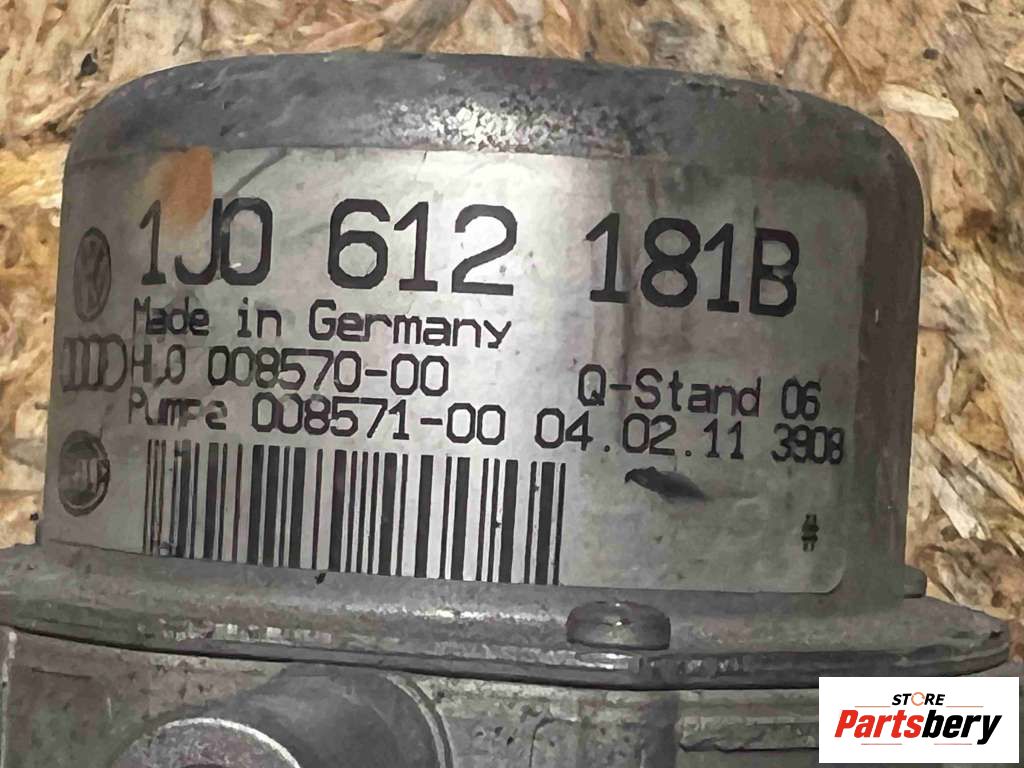 1J0 612 181B
Made in Germany
H.0 008570-00 Q-Stand 06
Pumpe 008571-00 04.02.11 3908
STORE
Partsbery